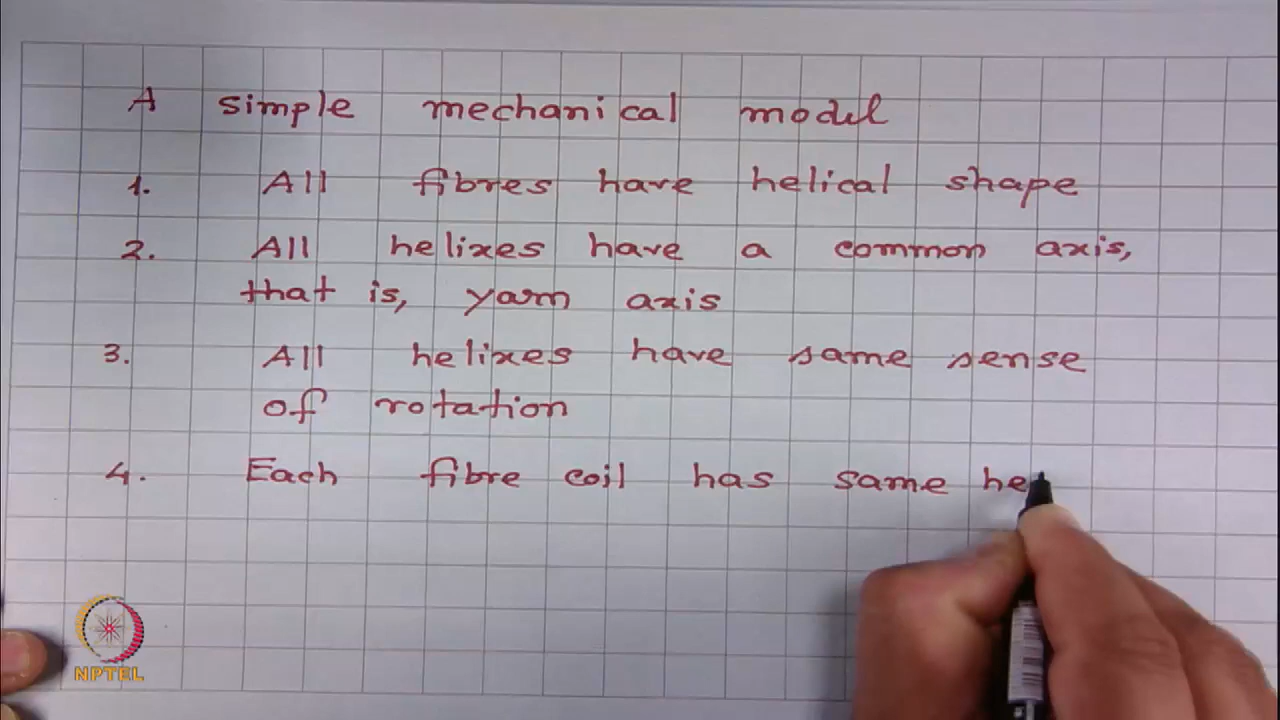 A simple mechanical model
1. All fibres have helical shape
2. All helixes have a common axis,
that is, yarn axis
3. All helixes have same sense
of rotation
4. Each fibre coil has same he
NPTEL